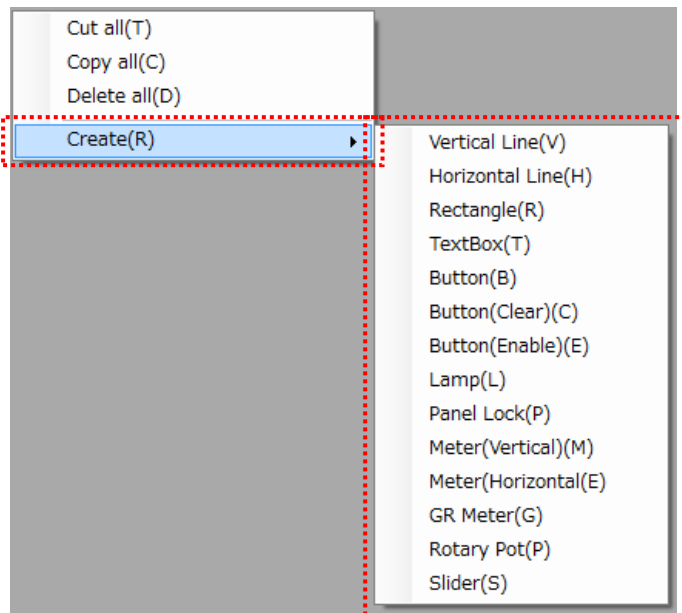 Cut all(T)
Copy all(C)
Delete all(D)
Create(R)
Vertical Line(V)
Horizontal Line(H)
Rectangle(R)
TextBox(T)
Button(B)
Button(Clear)(C)
Button(Enable)(E)
Lamp(L)
Panel Lock(P)
Meter(Vertical)(M)
Meter(Horizontal(E)
GR Meter(G)
Rotary Pot(P)
Slider(S)